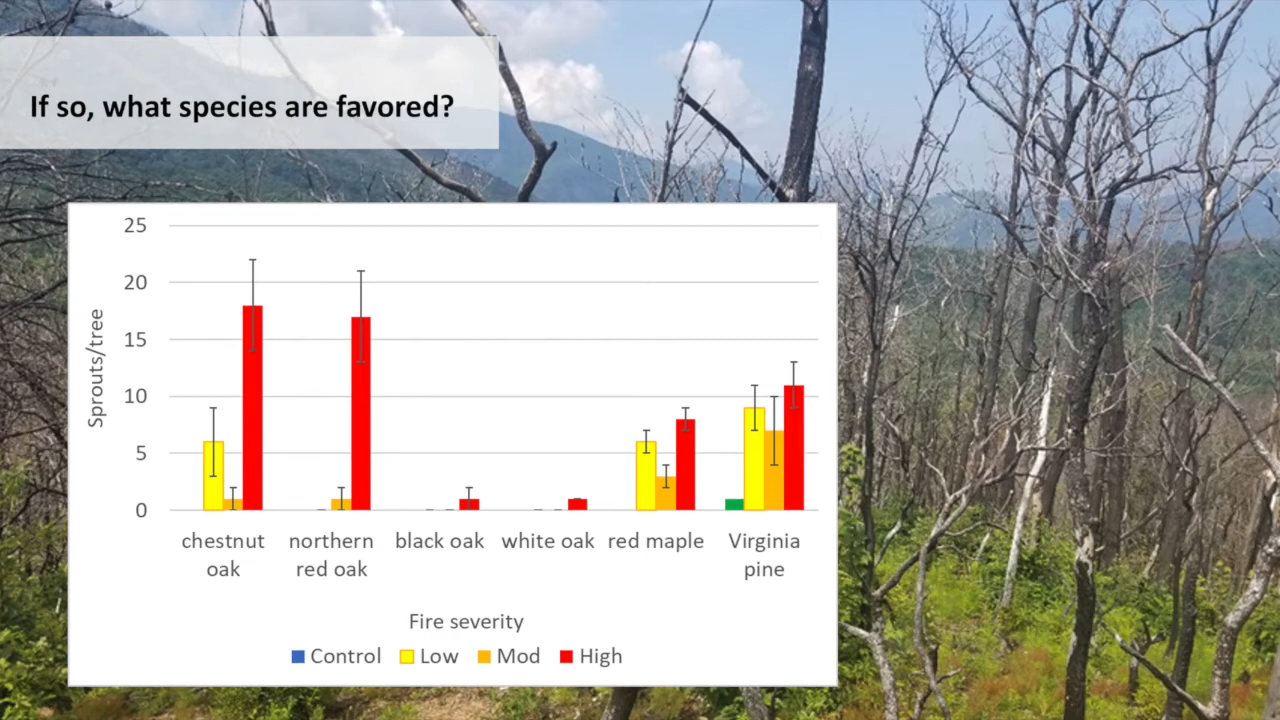 If so, what species are favored?
25
20
15
10
5
0
Sprouts/tree
chestnut oak
northern red oak
black oak
white oak
red maple
Virginia pine
Fire severity
Control Low Mod High